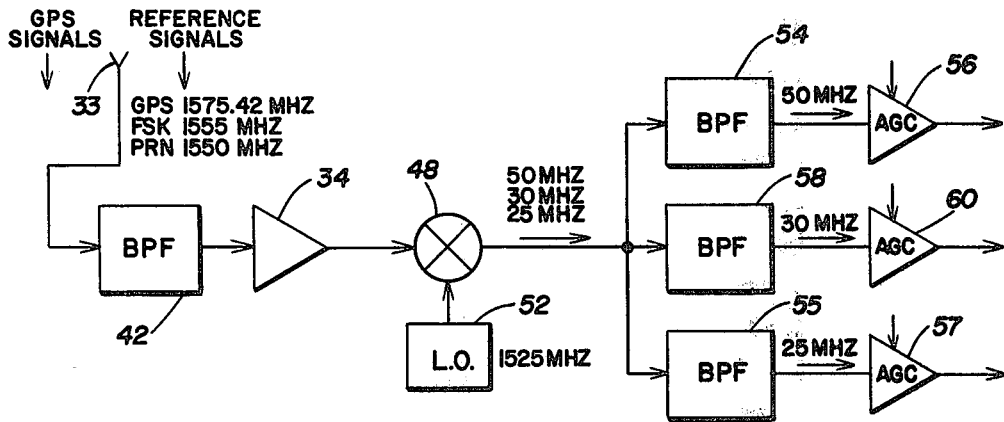 GPS
SIGNALS
REFERENCE
SIGNALS
33
GPS 1575.42 MHZ
FSK 1555 MHZ
PRN 1550 MHZ
BPF
42
34
48
50 MHZ
30 MHZ
25 MHZ
52
L.O.
1525 MHZ
54
BPF
50 MHZ
56
AGC
58
BPF
30 MHZ
60
AGC
55
BPF
25 MHZ
57
AGC